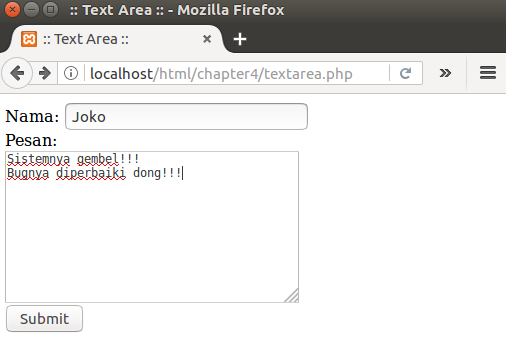 :: Text Area :: - Mozilla Firefox
:: Text Area ::
localhost/html/chapter4/textarea.php
Nama: Joko
Pesan:
Sistemnya gembel!!!
Bugnya diperbaiki dong!!!
Submit